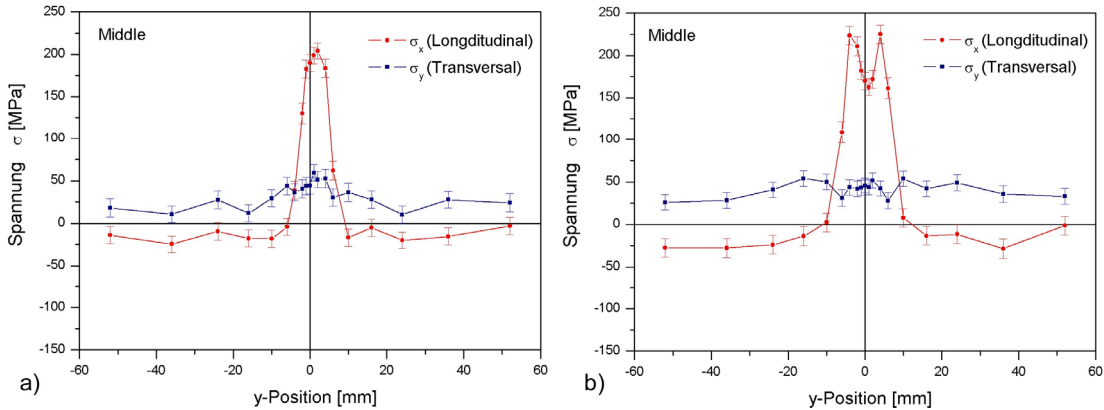 250
200
150
100
50
0
-50
-100
-150
Spannung σ [MPa]
Middle
σx (Longditudinal)
σy (Transversal)
-60 -40 -20 0 20 40 60
y-Position [mm]
a)
250
200
150
100
50
0
-50
-100
-150
Spannung σ [MPa]
Middle
σx (Longditudinal)
σy (Transversal)
-60 -40 -20 0 20 40 60
y-Position [mm]
b)